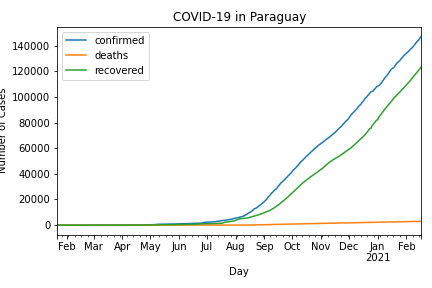 COVID-19 in Paraguay
confirmed
deaths
recovered
140000
120000
100000
80000
60000
40000
20000
0
Number of Cases
Feb Mar Apr May Jun Jul Aug Sep Oct Nov Dec Jan Feb
2021
Day